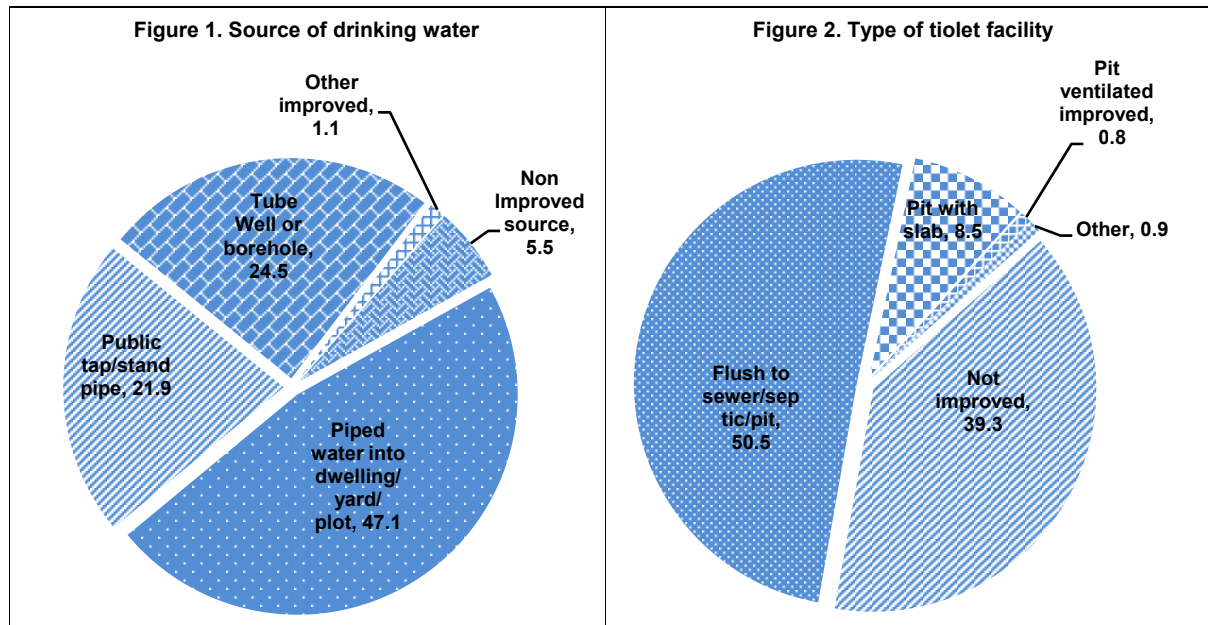 Figure 1. Source of drinking water
Other
improved,
1.1
Non
Improved
source,
5.5
Tube
Well or
borehole,
24.5
Public
tap/stand
pipe, 21.9
Piped
water into
dwelling/
yard/
plot, 47.1
Figure 2. Type of tiolet facility
Pit
ventilated
improved,
0.8
Pit with
slab, 8.5
Other, 0.9
Flush to
sewer/sep
tic/pit,
50.5
Not
improved,
39.3